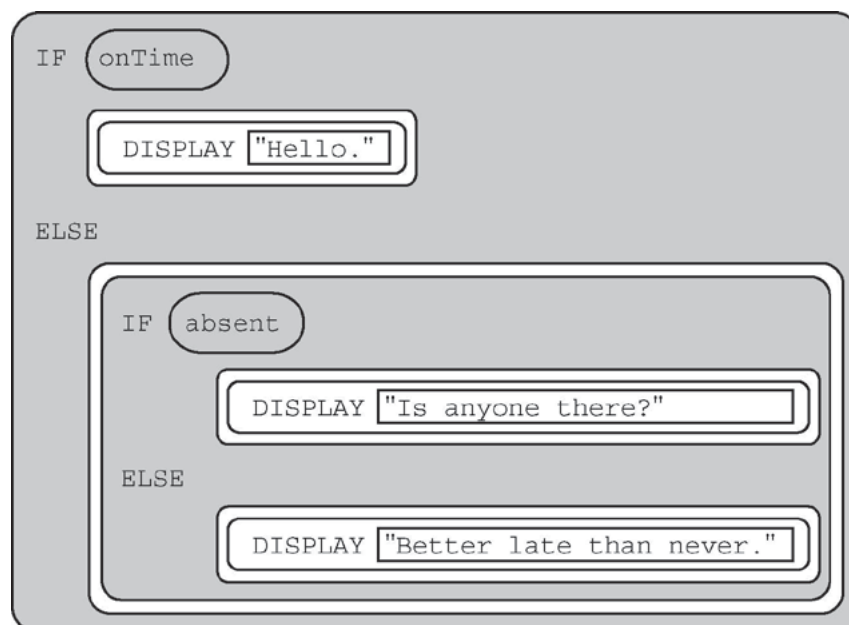 IF onTime
DISPLAY "Hello."
ELSE
IF absent
DISPLAY "Is anyone there?"
ELSE
DISPLAY "Better late than never."